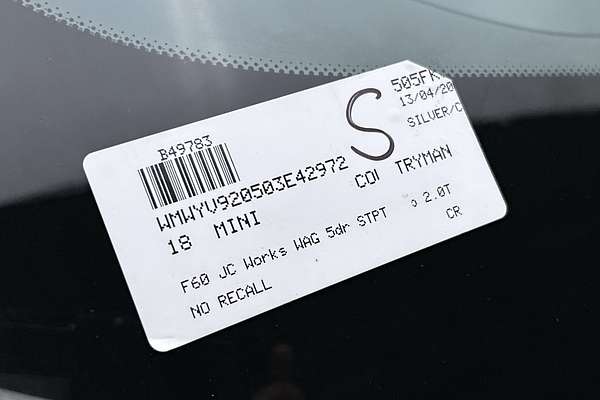 B49783
S
505FK
13/04/20
SILVER/C
WMWYV920503E42972
18 MINI COI TRYMAN
F60 JC Works WAG 5dr STPT 2.0T
NO RECALL CR